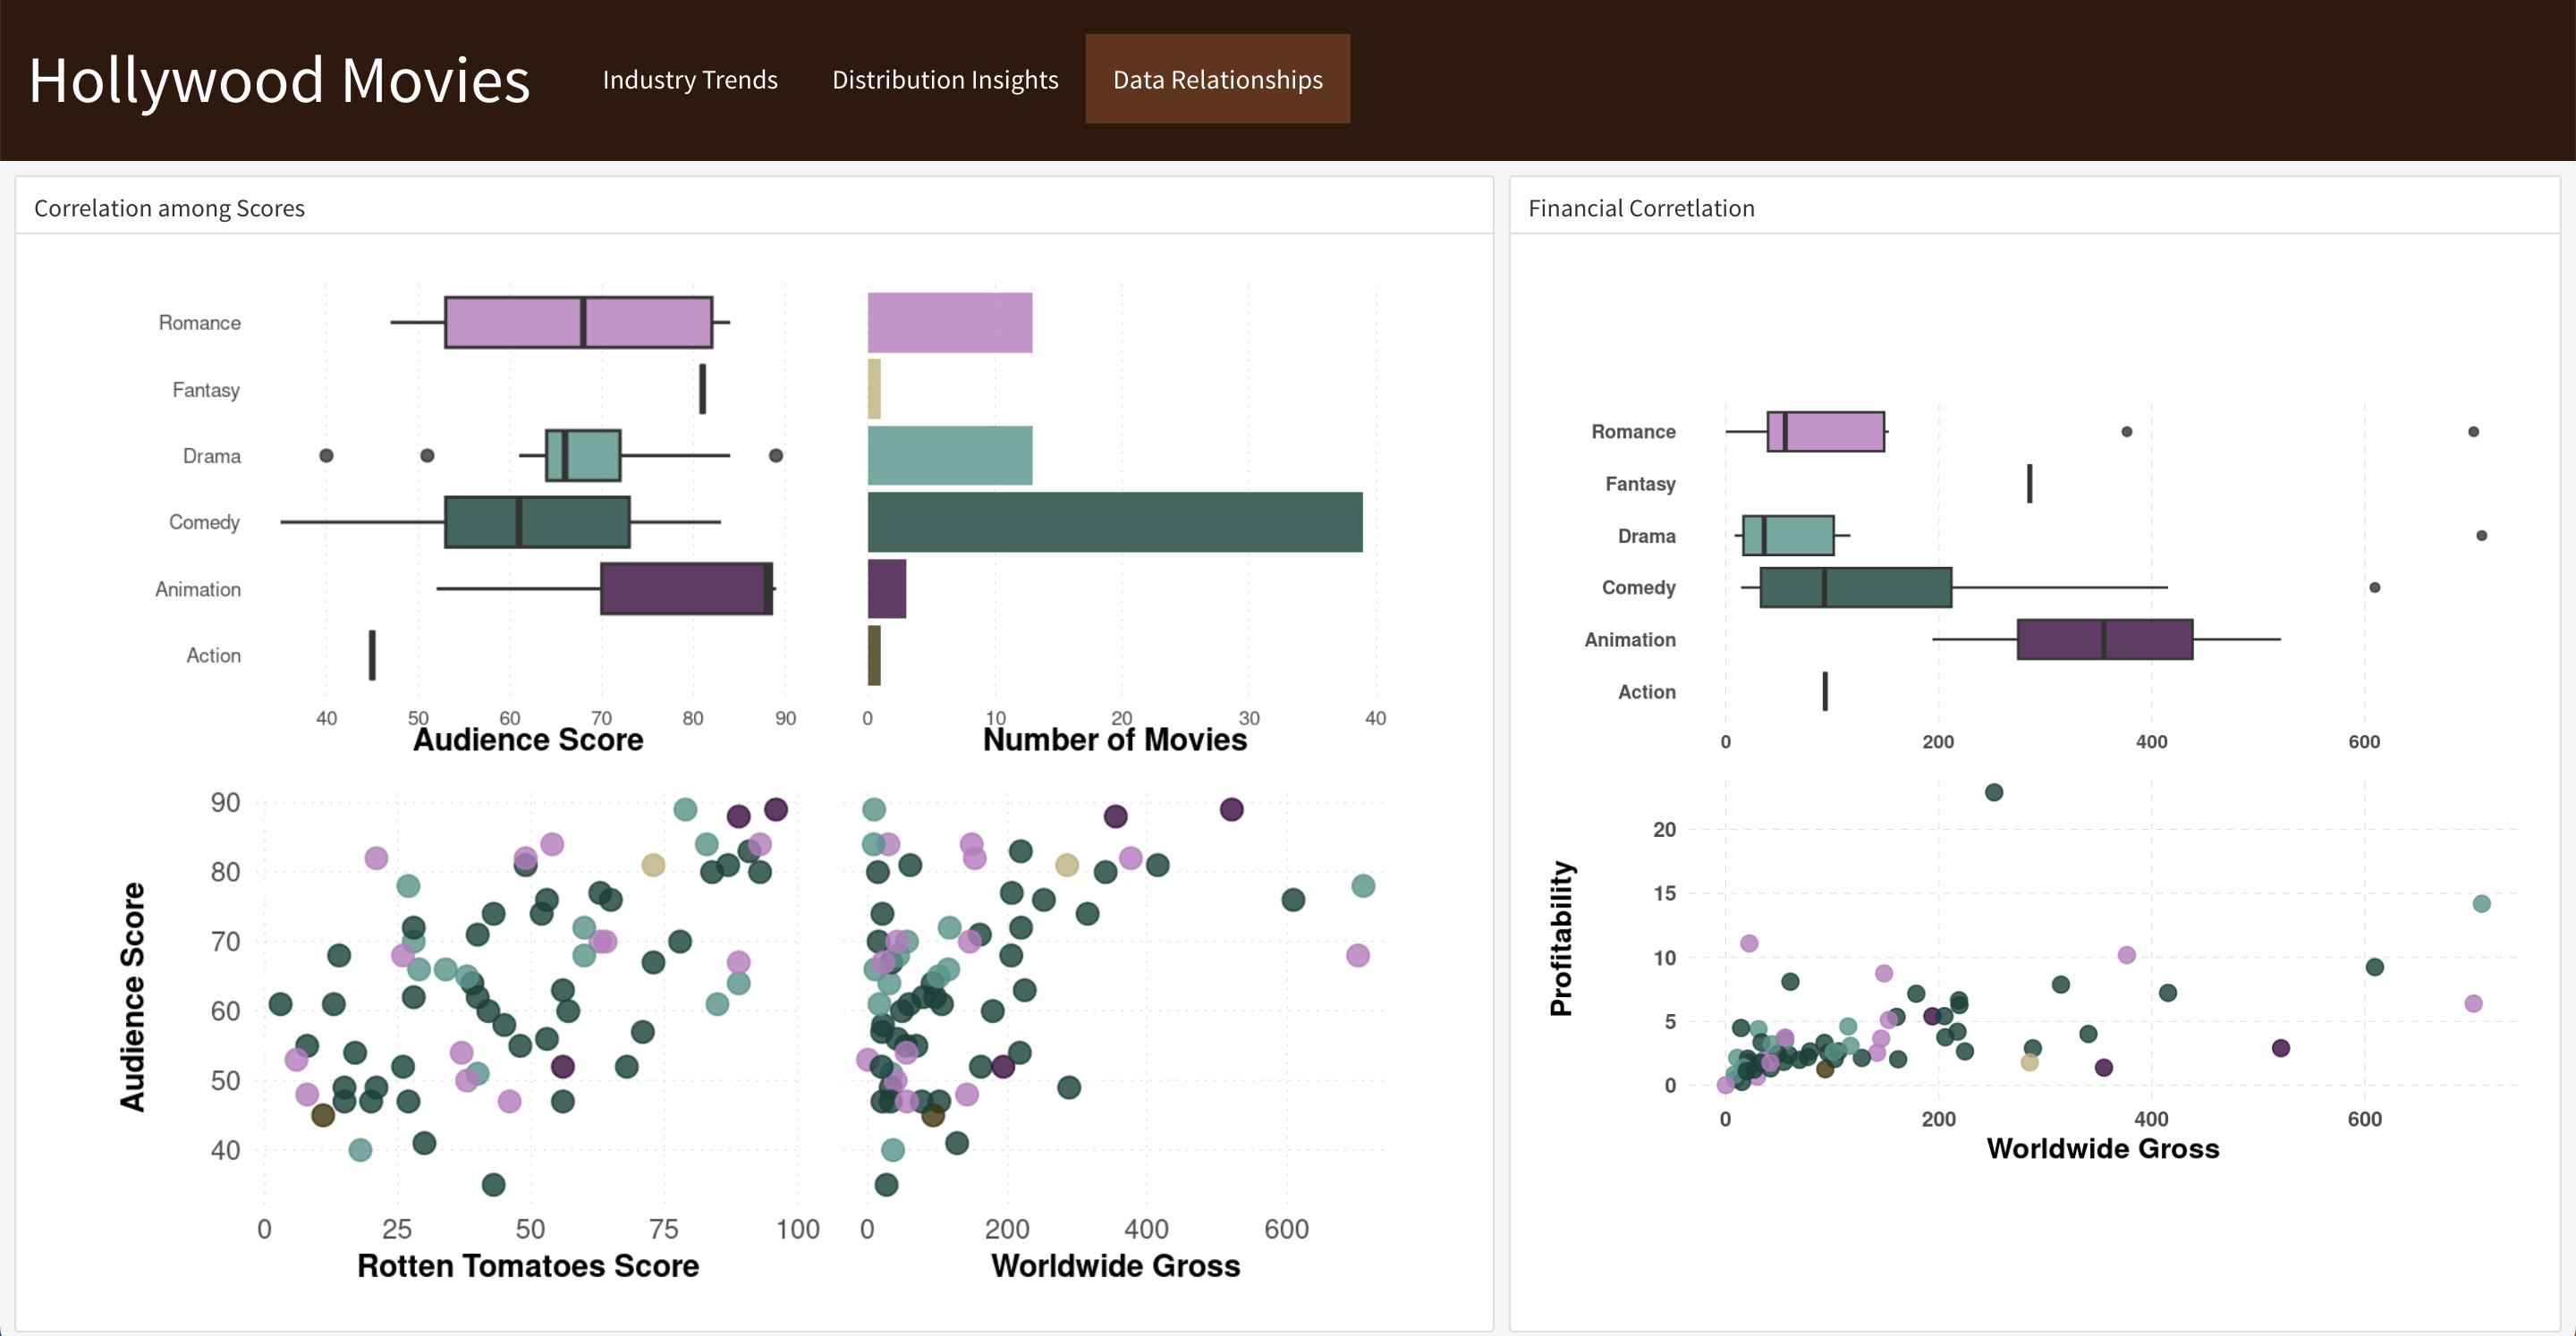 Hollywood Movies
Industry Trends
Distribution Insights
Data Relationships
Correlation among Scores
Romance
Fantasy
Drama
Comedy
Animation
Action
40 50 60 70 80 90
Audience Score
0 10 20 30 40
Number of Movies
90
80
70
60
50
40
Audience Score
0 25 50 75 100
Rotten Tomatoes Score
0 200 400 600
Worldwide Gross
Financial Corretlation
Romance
Fantasy
Drama
Comedy
Animation
Action
0 200 400 600
20
15
10
5
0
Profitability
0 200 400 600
Worldwide Gross